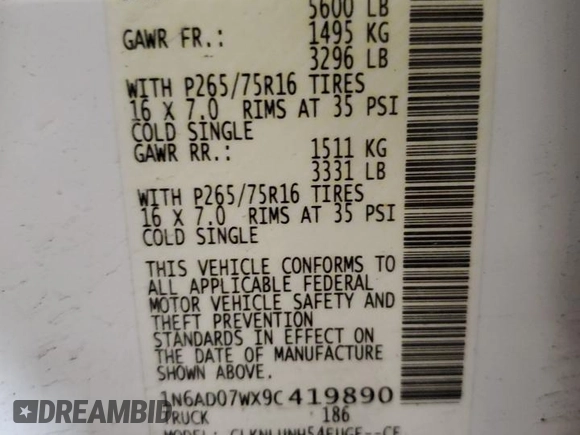 5600 LB
GAWR FR.: 1495 KG
3296 LB
WITH P265/75R16 TIRES
16 X 7.0 RIMS AT 35 PSI
COLD SINGLE
GAWR RR.: 1511 KG
3331 LB
WITH P265/75R16 TIRES
16 X 7.0 RIMS AT 35 PSI
COLD SINGLE
THIS VEHICLE CONFORMS TO
ALL APPLICABLE FEDERAL
MOTOR VEHICLE SAFETY AND
THEFT PREVENTION
STANDARDS IN EFFECT ON
THE DATE OF MANUFACTURE
SHOWN ABOVE.
1N6AD07WX9C419890
TRUCK 186
MODEL:
DREAMBID
.com